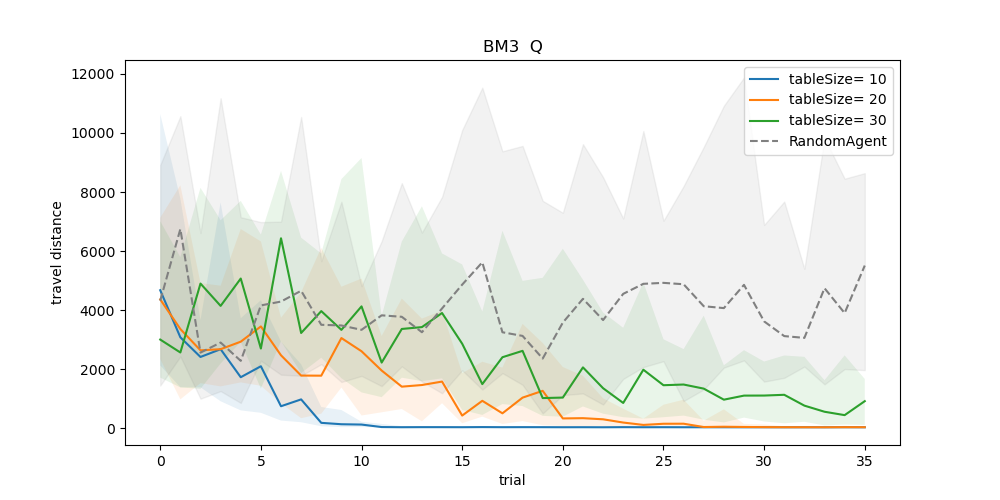 BM3 Q
12000
10000
8000
6000
4000
2000
0
travel distance
0 5 10 15 20 25 30 35
trial
tableSize= 10
tableSize= 20
tableSize= 30
RandomAgent